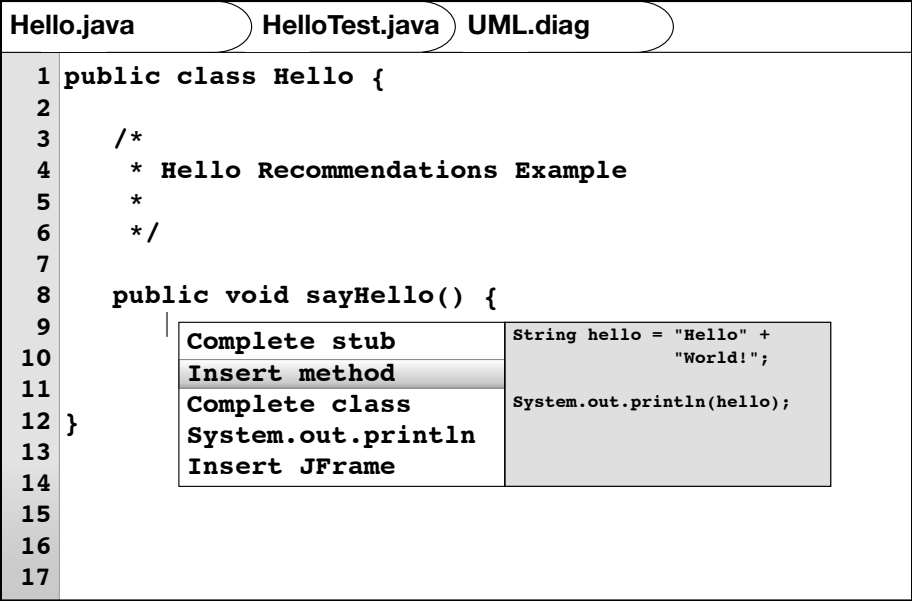 Hello.java HelloTest.java UML.diag
1 public class Hello {
2
3 /*
4 * Hello Recommendations Example
5 *
6 */
7
8 public void sayHello() {
9
10
11
12 }
13
14
15
16
17
Complete stub
Insert method
Complete class
System.out.println
Insert JFrame
String hello = "Hello" +
"World!";
System.out.println(hello);